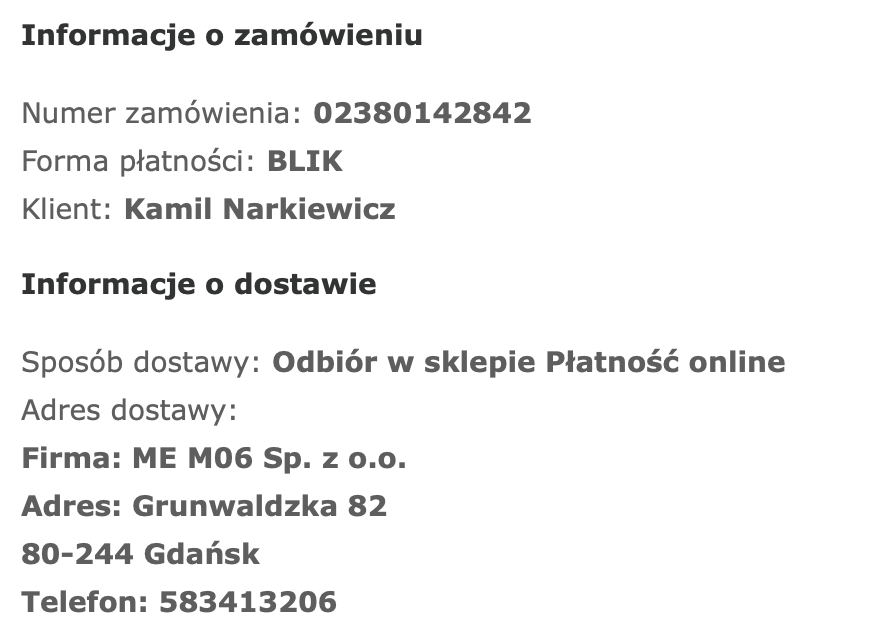 Informacje o zamówieniu
Numer zamówienia: 02380142842
Forma płatności: BLIK
Klient: Kamil Narkiewicz
Informacje o dostawie
Sposób dostawy: Odbiór w sklepie Płatność online
Adres dostawy:
Firma: ME M06 Sp. z o.o.
Adres: Grunwaldzka 82
80-244 Gdańsk
Telefon: 583413206